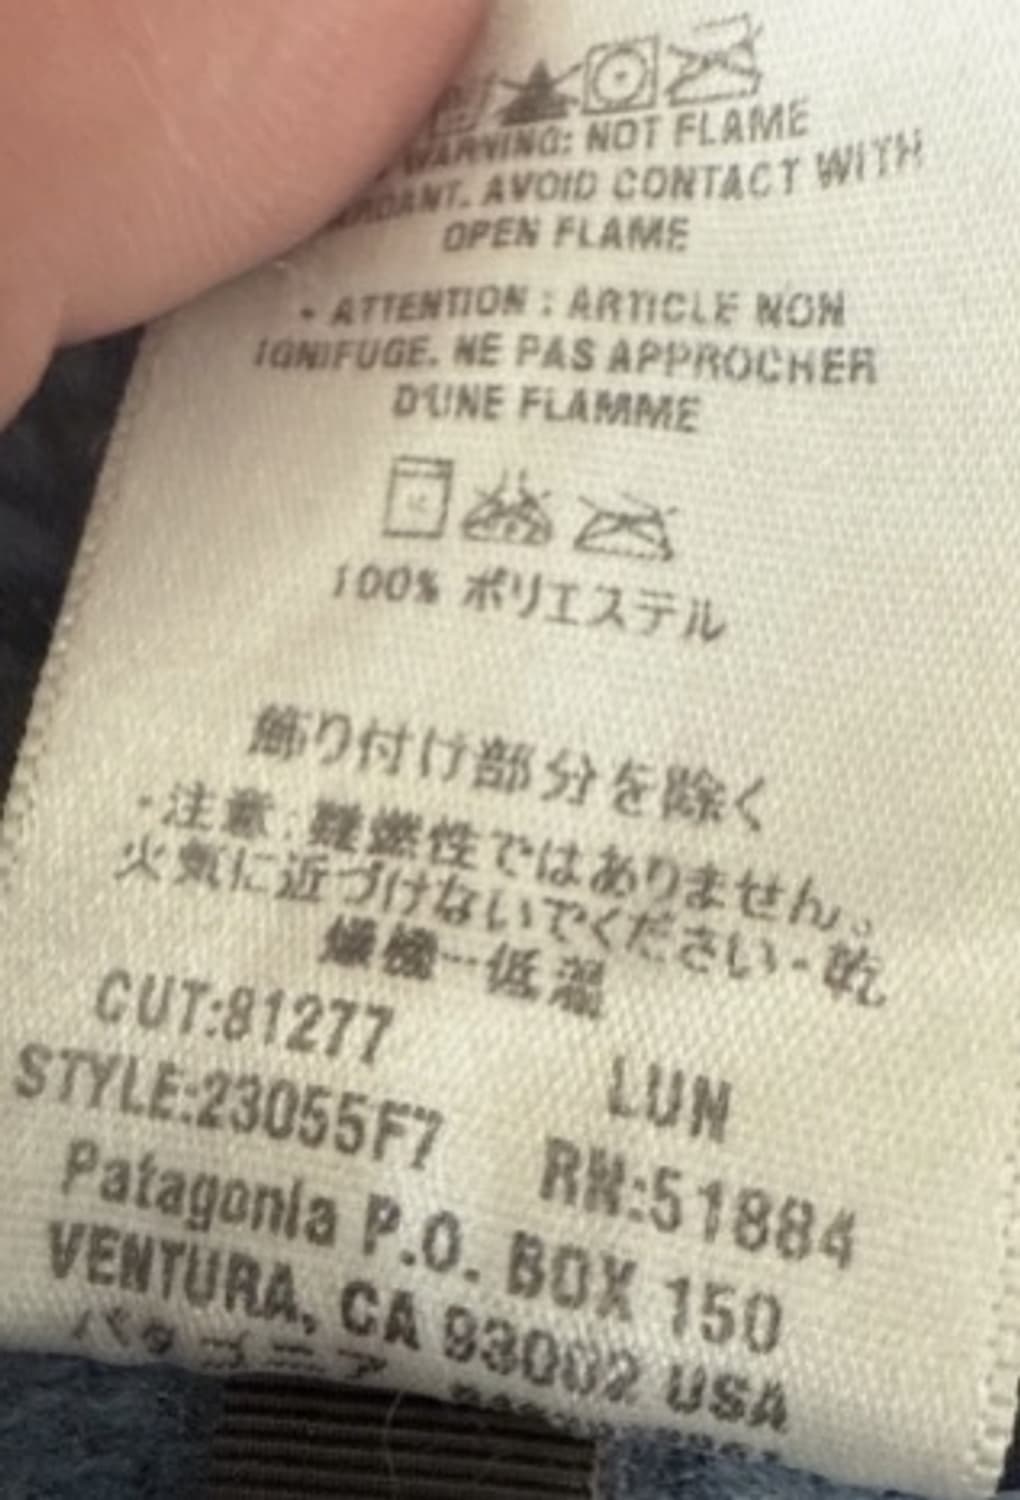 WARNING: NOT FLAME
AVOID CONTACT WITH
OPEN FLAME
• ATTENTION : ARTICLE NON
IGNIFUGE. NE PAS APPROCHER
D'UNE FLAMME
100% ポリエステル
飾り付け部分を除く
・注意：難燃性ではありません。
火気に近づけないでください・乾
燥機ー低温
CUT:81277
LUN
STYLE:23055F7
RN:51884
Patagonia P.O. BOX 150
VENTURA, CA 93002 USA
パタゴニア